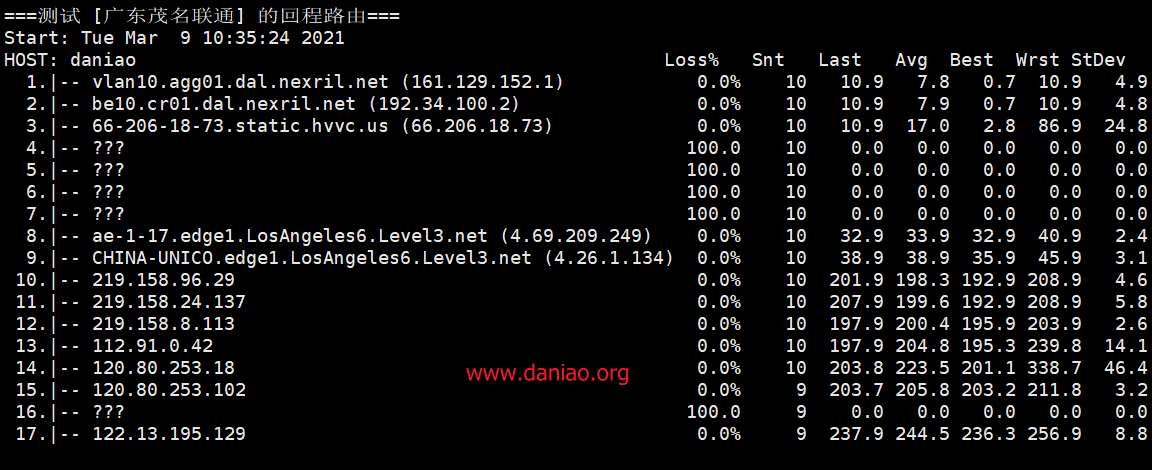 ===测试 [广东茂名联通] 的回程路由===
Start: Tue Mar  9 10:35:24 2021
HOST: daniao Loss% Snt Last Avg Best Wrst StDev
1.|-- vlan10.agg01.dal.nexril.net (161.129.152.1) 0.0% 10 10.9 7.8 0.7 10.9 4.9
2.|-- be10.cr01.dal.nexril.net (192.34.100.2) 0.0% 10 10.9 7.9 0.7 10.9 4.8
3.|-- 66-206-18-73.static.hvvc.us (66.206.18.73) 0.0% 10 10.9 17.0 2.8 86.9 24.8
4.|-- ??? 100.0 10 0.0 0.0 0.0 0.0 0.0
5.|-- ??? 100.0 10 0.0 0.0 0.0 0.0 0.0
6.|-- ??? 100.0 10 0.0 0.0 0.0 0.0 0.0
7.|-- ??? 100.0 10 0.0 0.0 0.0 0.0 0.0
8.|-- ae-1-17.edge1.LosAngeles6.Level3.net (4.69.209.249) 0.0% 10 32.9 33.9 32.9 40.9 2.4
9.|-- CHINA-UNICO.edge1.LosAngeles6.Level3.net (4.26.1.134) 0.0% 10 38.9 38.9 35.9 45.9 3.1
10.|-- 219.158.96.29 0.0% 10 201.9 198.3 192.9 208.9 4.6
11.|-- 219.158.24.137 0.0% 10 207.9 199.6 192.9 208.9 5.8
12.|-- 219.158.8.113 0.0% 10 197.9 200.4 195.9 203.9 2.6
13.|-- 112.91.0.42 0.0% 10 197.9 204.8 195.3 239.8 14.1
14.|-- 120.80.253.18 0.0% 10 203.8 223.5 201.1 338.7 46.4
www.daniao.org
15.|-- 120.80.253.102 0.0% 9 203.7 205.8 203.2 211.8 3.2
16.|-- ??? 100.0 9 0.0 0.0 0.0 0.0 0.0
17.|-- 122.13.195.129 0.0% 9 237.9 244.5 236.3 256.9 8.8